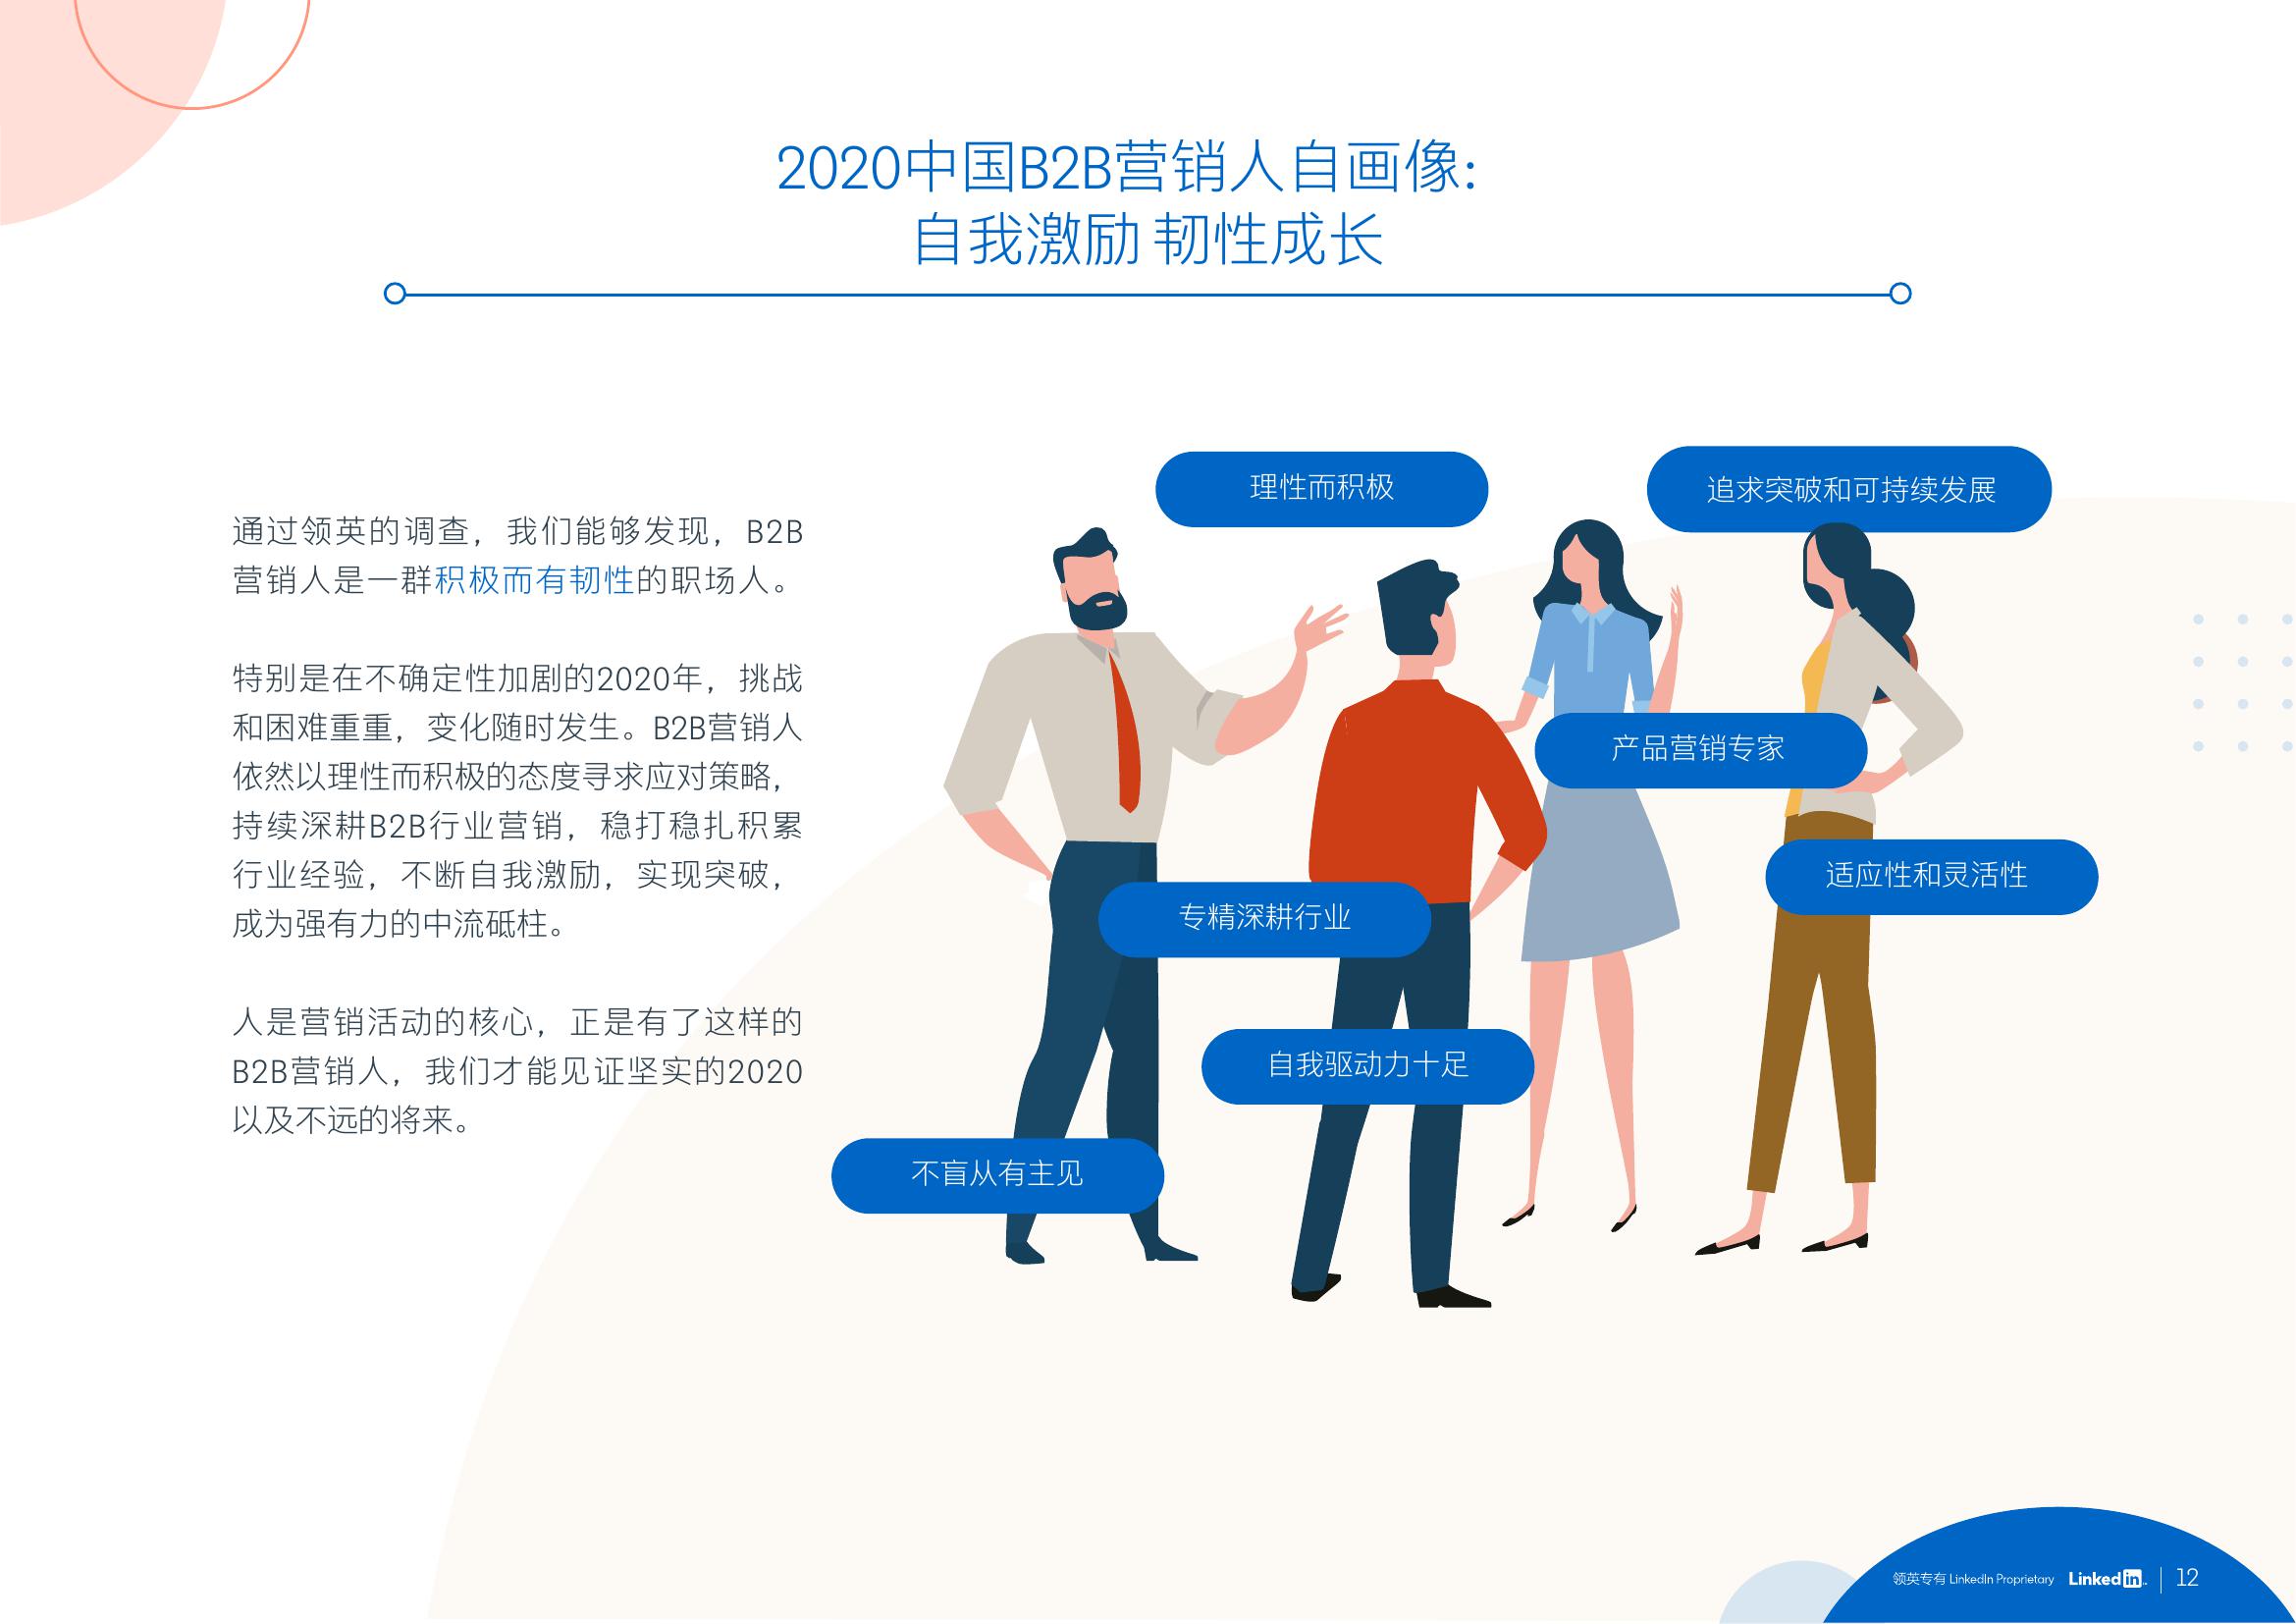 2020中国B2B营销人自画像:
自我激励 韧性成长
通过领英的调查，我们能够发现，B2B
营销人是一群积极而有韧性的职场人。
特别是在不确定性加剧的2020年，挑战
和困难重重，变化随时发生。B2B营销人
依然以理性而积极的态度寻求应对策略，
持续深耕B2B行业营销，稳打稳扎积累
行业经验，不断自我激励，实现突破，
成为强有力的中流砥柱。
人是营销活动的核心，正是有了这样的
B2B营销人，我们才能见证坚实的2020
以及不远的将来。
理性而积极
追求突破和可持续发展
产品营销专家
适应性和灵活性
专精深耕行业
自我驱动力十足
不盲从有主见
领英专有 LinkedIn Proprietary LinkedIn 12